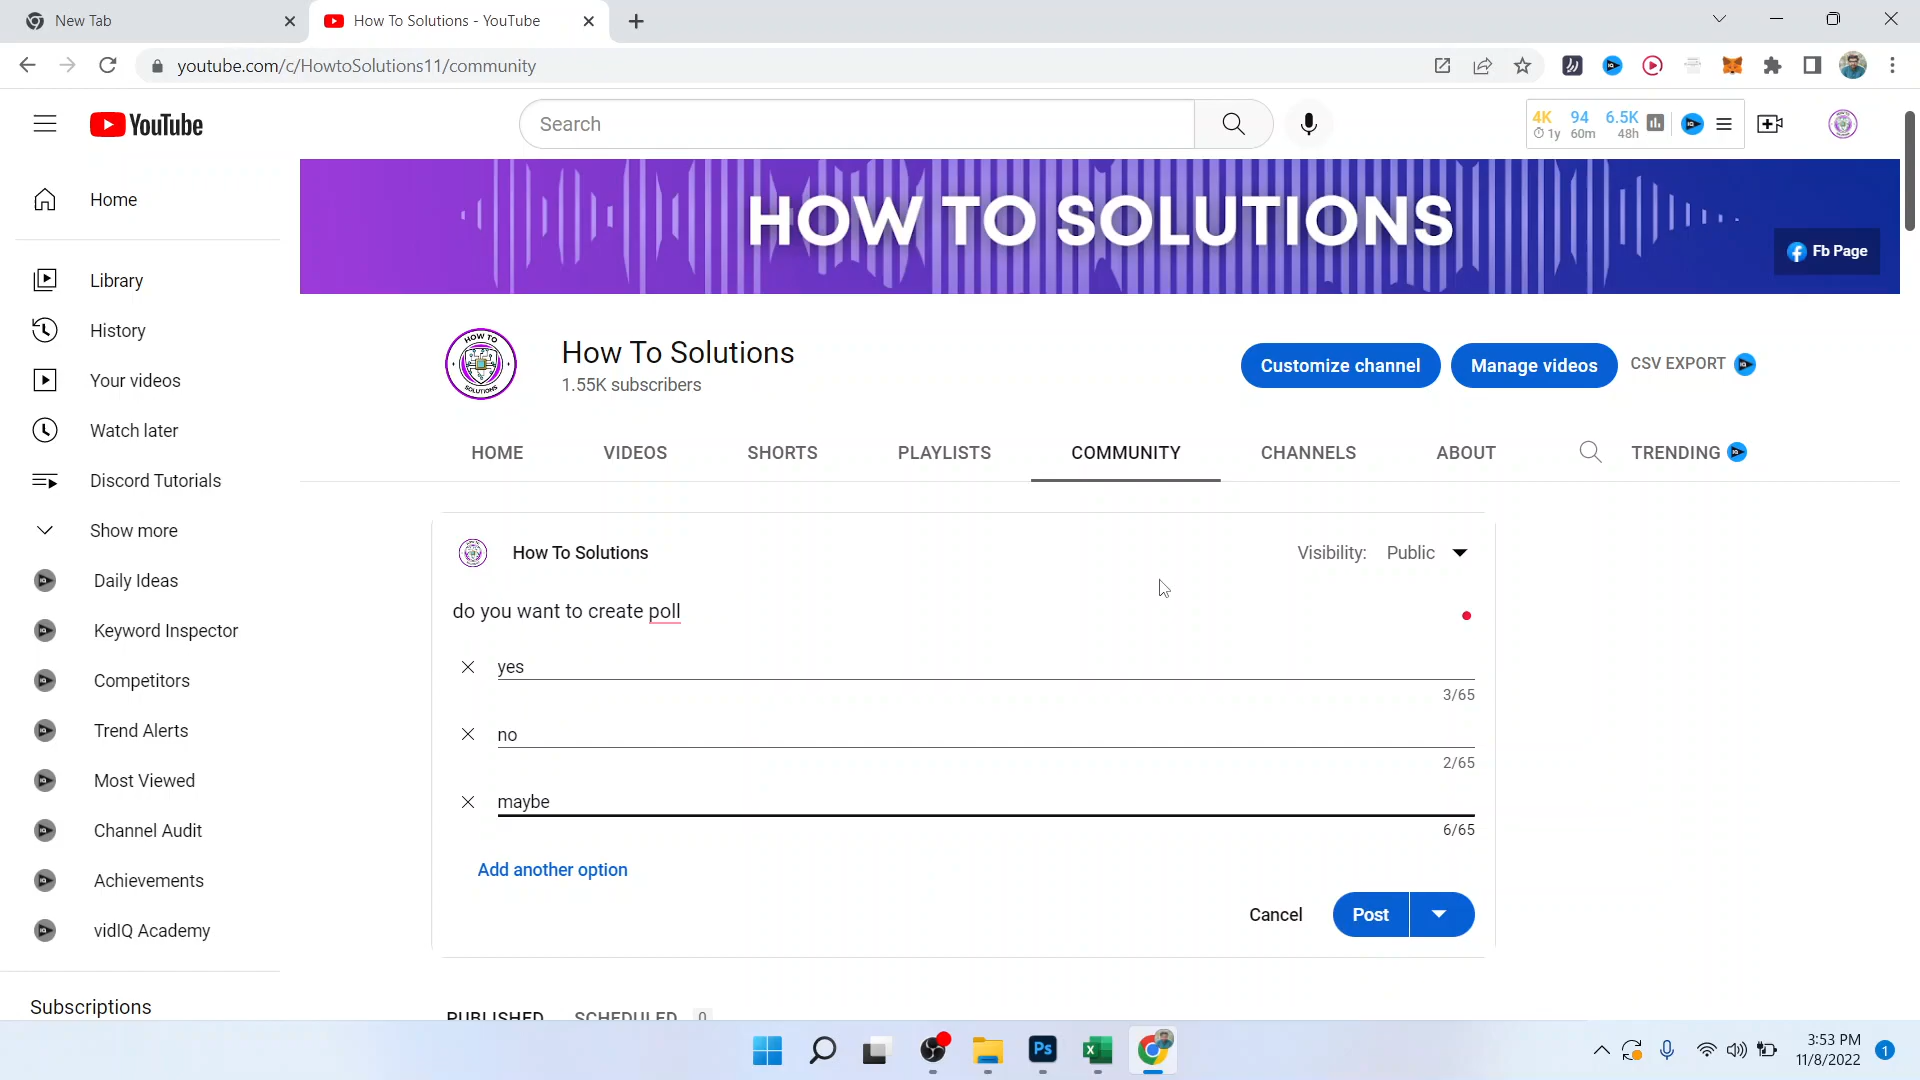 New Tab
How To Solutions - YouTube
youtube.com/c/HowtoSolutions11/community
YouTube
Search
4K 94 6.5K
1y 60m 48h
HOW TO SOLUTIONS
Fb Page
Home
Library
History
Your videos
Watch later
Discord Tutorials
Show more
Daily Ideas
Keyword Inspector
Competitors
Trend Alerts
Most Viewed
Channel Audit
Achievements
vidIQ Academy
Subscriptions
HOW TO
SOLUTIONS
How To Solutions
1.55K subscribers
Customize channel
Manage videos
CSV EXPORT
HOME VIDEOS SHORTS PLAYLISTS COMMUNITY CHANNELS ABOUT TRENDING
How To Solutions
Visibility: Public
do you want to create poll
yes
3/65
no
2/65
maybe
6/65
Add another option
Cancel
Post
PUBLISHED SCHEDULED 0
Ps
3:53 PM
11/8/2022
1